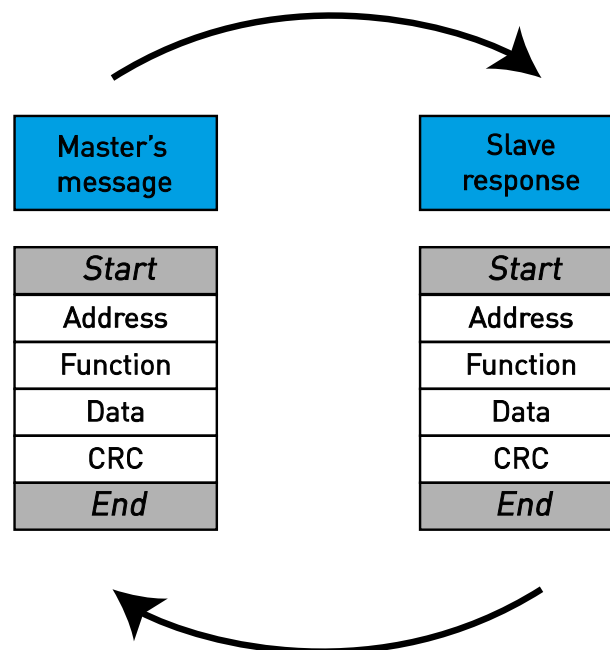 Master's
message
Slave
response
Start
Address
Function
Data
CRC
End
Start
Address
Function
Data
CRC
End